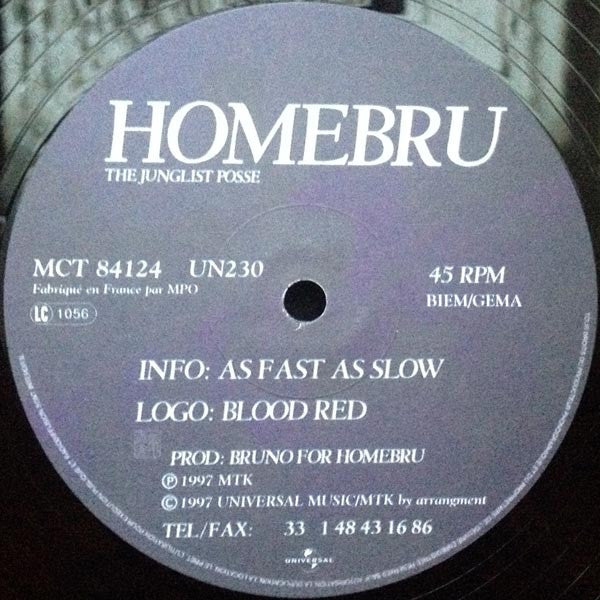 HOMEBRU
THE JUNGLIST POSSE
MCT 84124 UN230
45 RPM
Fabriqué en France par MPO
BIEM/GEMA
LC 1056
INFO: AS FAST AS SLOW
LOGO: BLOOD RED
PROD: BRUNO FOR HOMEBRU
Ⓟ 1997 MTK
© 1997 UNIVERSAL MUSIC/MTK by arrangment
TEL/FAX: 33 1 48 43 16 86
UNIVERSAL